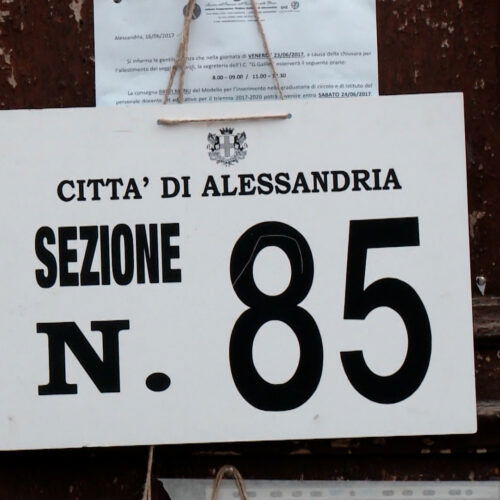 Alessandria, 16/06/2017
Si informa la gentile utenza che nella giornata di VENERDI' 23/06/2017, a causa della chiusura per
l'allestimento dei seggi, la segreteria dell'I.C. "G.Galilei" osserverà il seguente orario:
8.00 – 09.00 / 11.00 – 12.30
La consegna del Modello per l'inserimento nelle graduatorie di circolo e di Istituto del
personale docente ed educativo per il triennio 2017-2020 potrà avvenire entro SABATO 24/06/2017
CITTA' DI ALESSANDRIA
SEZIONE
N. 85